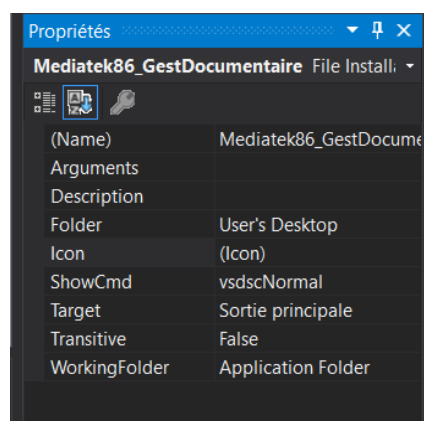 Propriétés
Mediatek86_GestDocumentaire File Installa
(Name) Mediatek86_GestDocume
Arguments
Description
Folder User's Desktop
Icon (Icon)
ShowCmd vsdscNormal
Target Sortie principale
Transitive False
WorkingFolder Application Folder